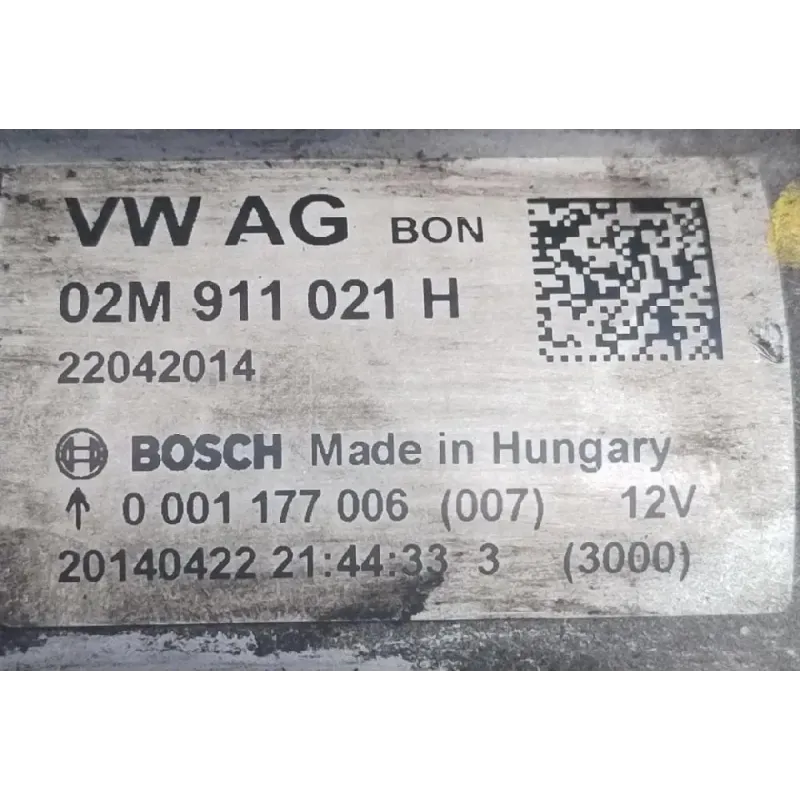 VW AG BON
02M 911 021 H
22042014
BOSCH Made in Hungary
↑ 0 001 177 006 (007) 12V
20140422 21:44:33 3 (3000)